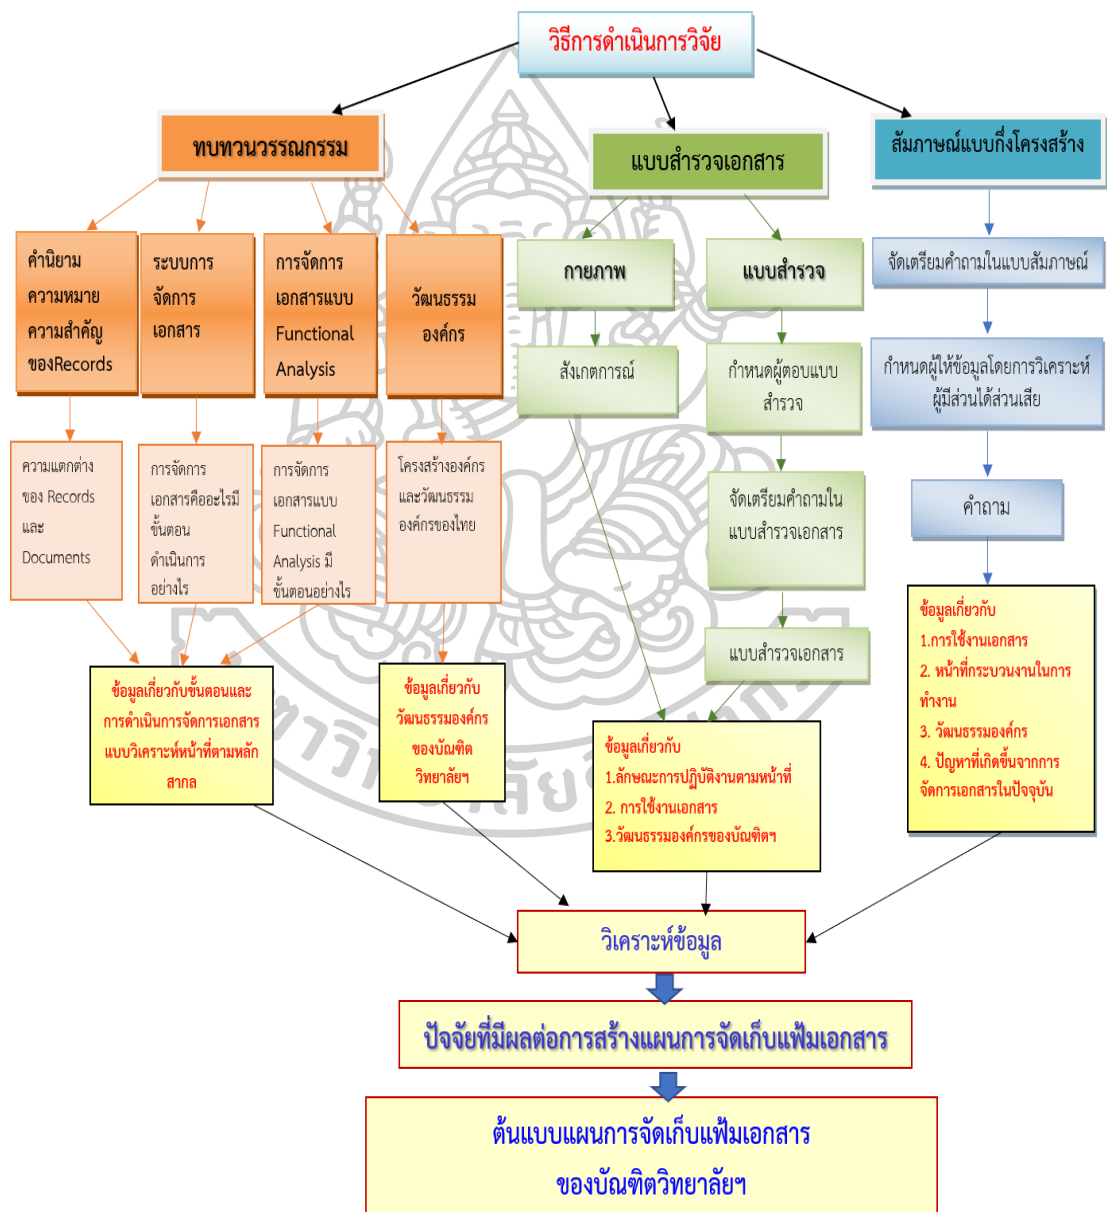 วิธีการดำเนินการวิจัย
ทบทวนวรรณกรรม
แบบสำรวจเอกสาร
สัมภาษณ์แบบกึ่งโครงสร้าง
คำนิยาม
ความหมาย
ความสำคัญ
ของRecords
ระบบการ
จัดการ
เอกสาร
การจัดการ
เอกสารแบบ
Functional
Analysis
วัฒนธรรม
องค์กร
กายภาพ
แบบสำรวจ
จัดเตรียมคำถามในแบบสัมภาษณ์
สังเกตการณ์
กำหนดผู้ตอบแบบ
สำรวจ
กำหนดผู้ให้ข้อมูลโดยการวิเคราะห์
ผู้มีส่วนได้ส่วนเสีย
ความแตกต่าง
ของ Records
และ
Documents
การจัดการ
เอกสารคืออะไรมี
ขั้นตอน
ดำเนินการ
อย่างไร
การจัดการ
เอกสารแบบ
Functional
Analysis มี
ขั้นตอนอย่างไร
โครงสร้างองค์กร
และวัฒนธรรม
องค์กรของไทย
จัดเตรียมคำถามใน
แบบสำรวจเอกสาร
คำถาม
แบบสำรวจเอกสาร
ข้อมูลเกี่ยวกับขั้นตอนและ
การดำเนินการจัดการเอกสาร
แบบวิเคราะห์หน้าที่ตามหลัก
สากล
ข้อมูลเกี่ยวกับ
วัฒนธรรมองค์กร
ของบัณฑิต
วิทยาลัยฯ
ข้อมูลเกี่ยวกับ
1.ลักษณะการปฏิบัติงานตามหน้าที่
2. การใช้งานเอกสาร
3.วัฒนธรรมองค์กรของบัณฑิตฯ
ข้อมูลเกี่ยวกับ
1.การใช้งานเอกสาร
2. หน้าที่กระบวนงานในการ
ทำงาน
3. วัฒนธรรมองค์กร
4. ปัญหาที่เกิดขึ้นจากการ
จัดการเอกสารในปัจจุบัน
วิเคราะห์ข้อมูล
ปัจจัยที่มีผลต่อการสร้างแผนการจัดเก็บแฟ้มเอกสาร
ต้นแบบแผนการจัดเก็บแฟ้มเอกสาร
ของบัณฑิตวิทยาลัยฯ